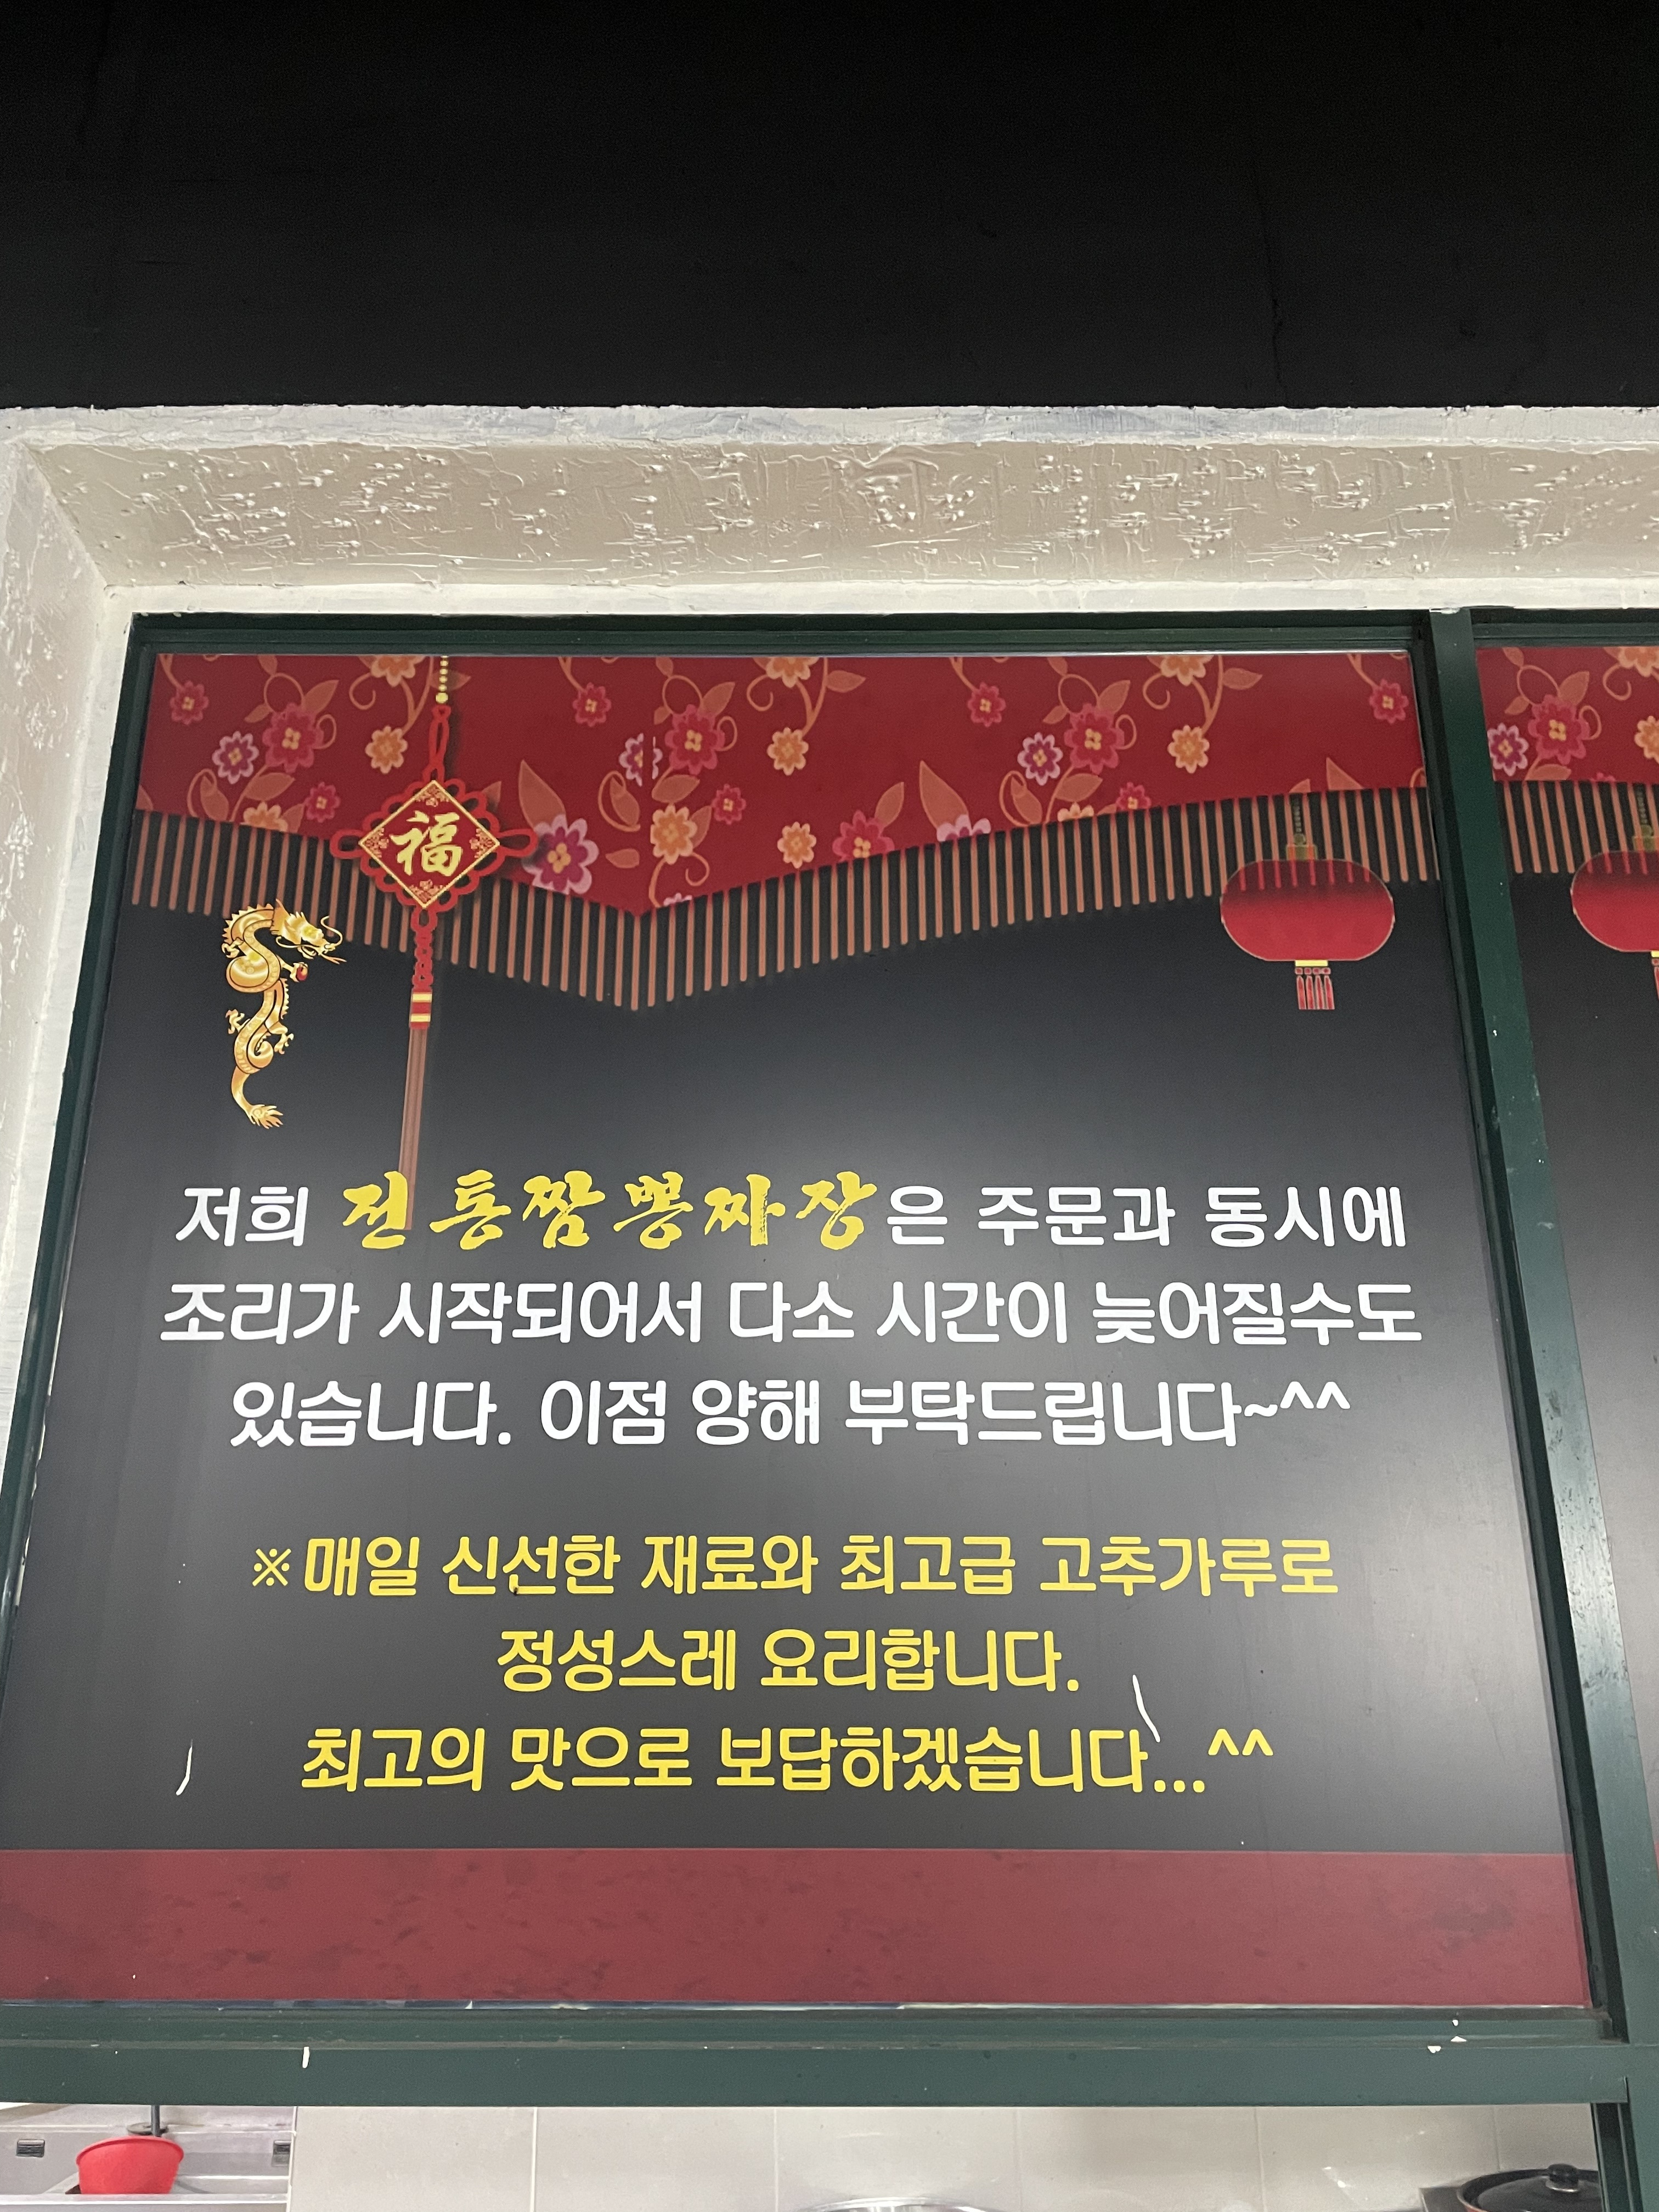 福
저희 전통짬뽕짜장은 주문과 동시에
조리가 시작되어서 다소 시간이 늦어질수도
있습니다. 이점 양해 부탁드립니다~^^
※매일 신선한 재료와 최고급 고추가루로
정성스레 요리합니다.
최고의 맛으로 보답하겠습니다...^^